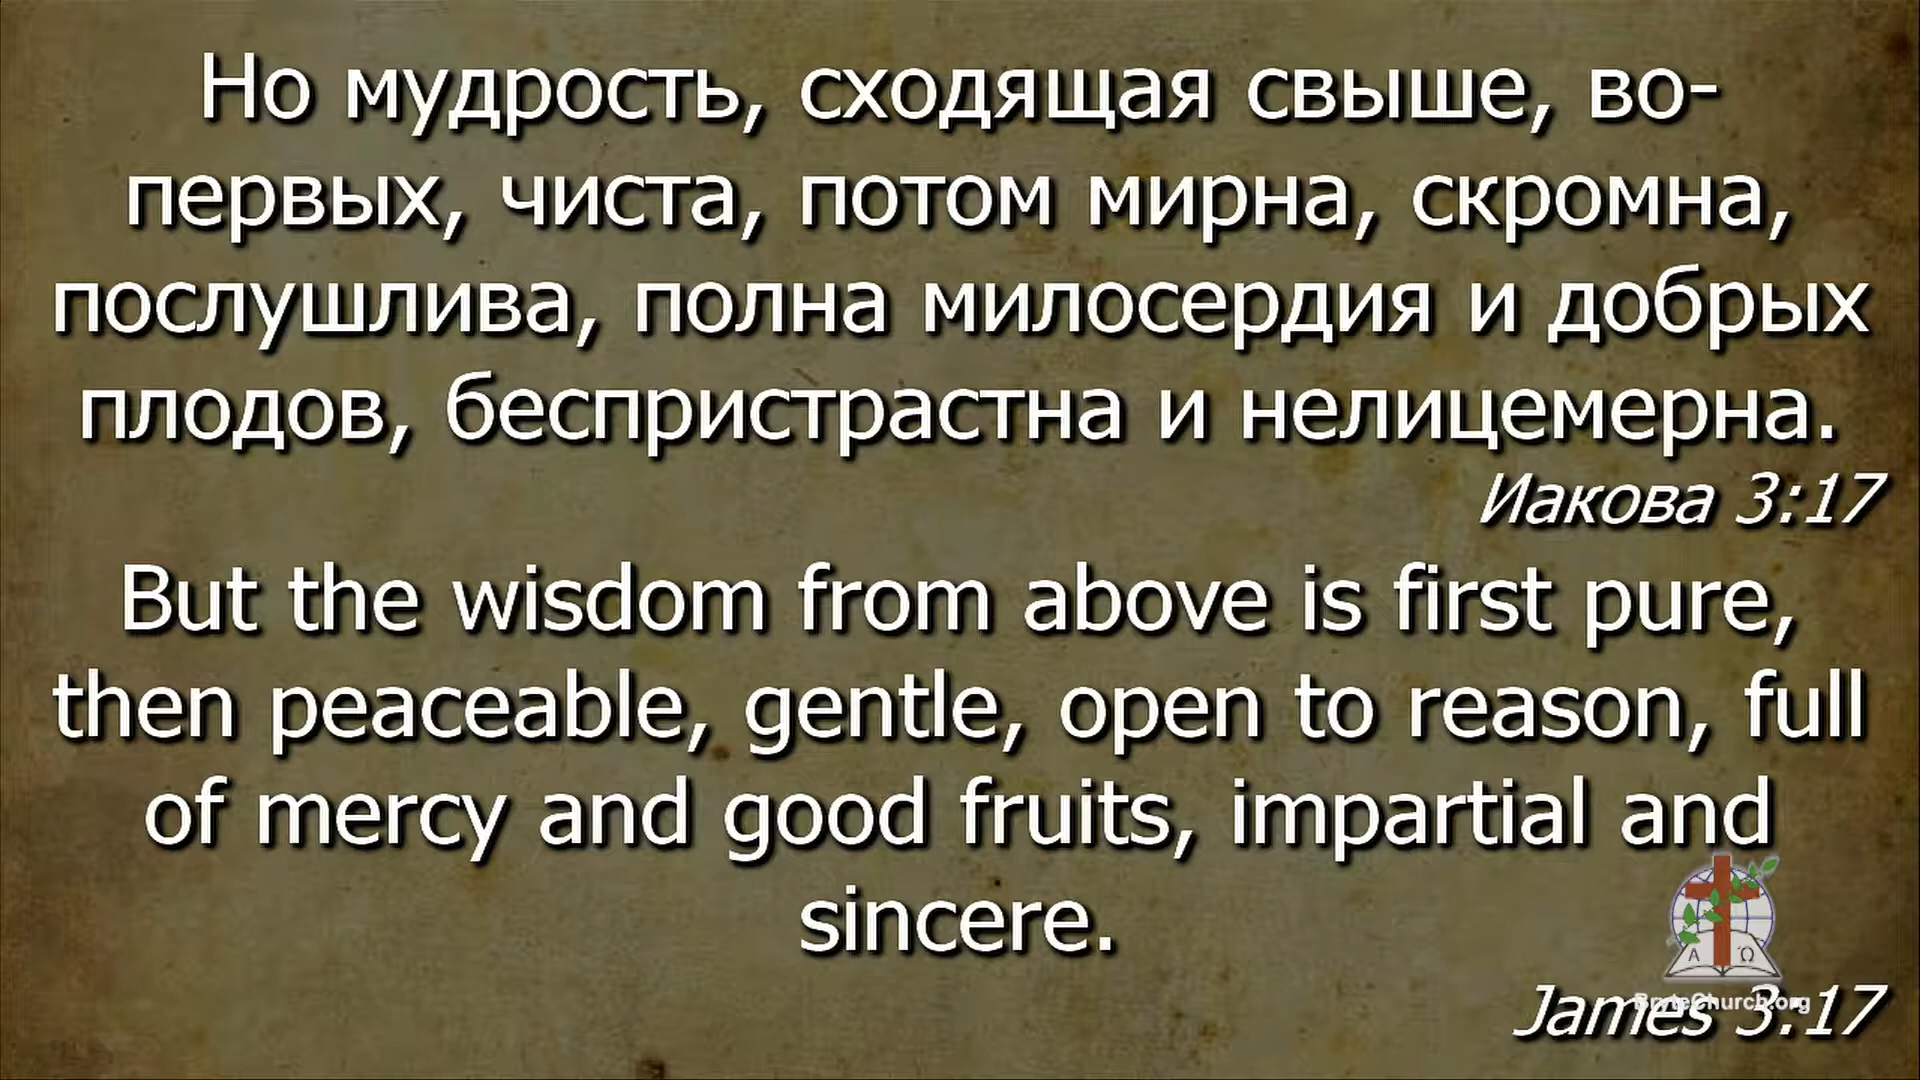 Но мудрость, сходящая свыше, во-
первых, чиста, потом мирна, скромна,
послушлива, полна милосердия и добрых
плодов, беспристрастна и нелицемерна.
Иакова 3:17
But the wisdom from above is first pure,
then peaceable, gentle, open to reason, full
of mercy and good fruits, impartial and
sincere.
Α Ω
BryteChurch.org
James 3:17